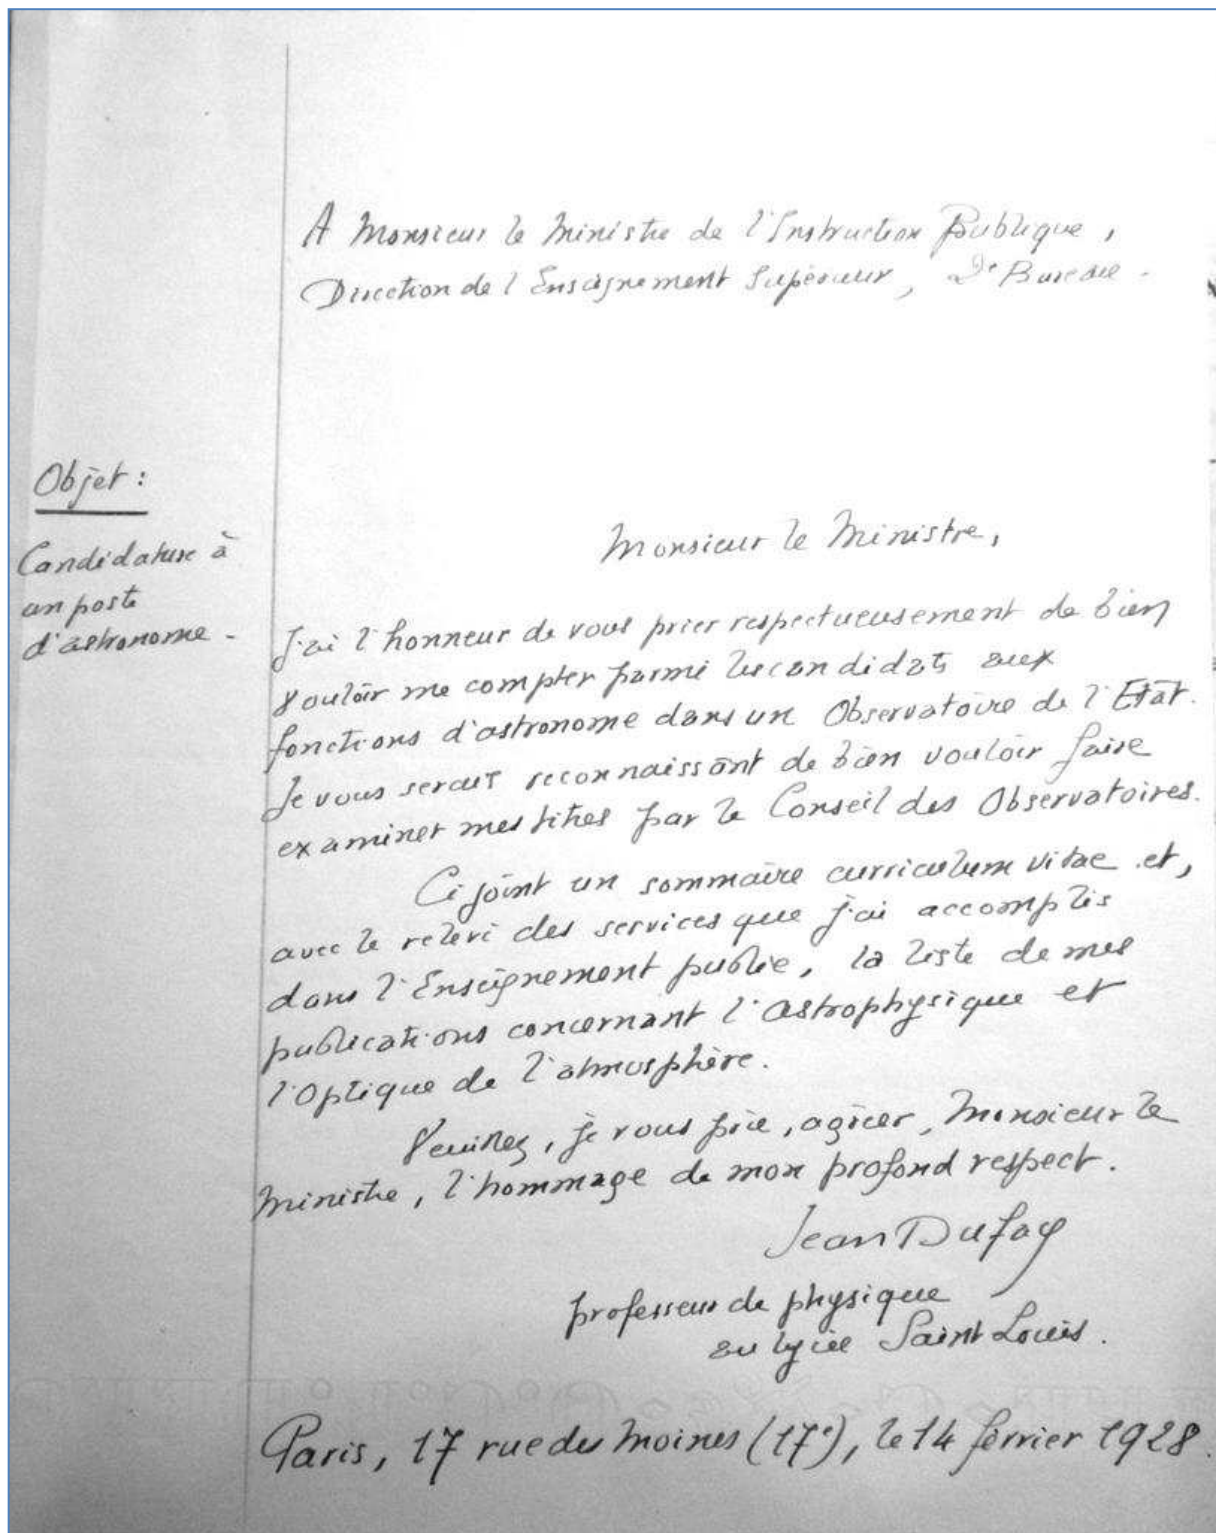 A Monsieur le Ministre de l'Instruction Publique,
Direction de l'Enseignement Supérieur, 2e Bureau.
Objet :
Candidature à
un poste
d'astronome -
Monsieur le Ministre,
J'ai l'honneur de vous prier respectueusement de bien
vouloir me compter parmi les candidats aux
fonctions d'astronome dans un Observatoire de l'Etat.
Je vous serais reconnaissant de bien vouloir faire
examiner mes titres par le Conseil des Observatoires.
Ci joint un sommaire curriculum vitae et,
avec le relevé des services que j'ai accomplis
dans l'Enseignement public, la liste de mes
publications concernant l'astrophysique et
l'Optique de l'atmosphère.
Veuillez, je vous prie, agréer, Monsieur le
Ministre, l'hommage de mon profond respect.
Jean Dufay
professeur de physique
au lycée Saint Louis.
Paris, 17 rue des Moines (17e), le 14 février 1928.